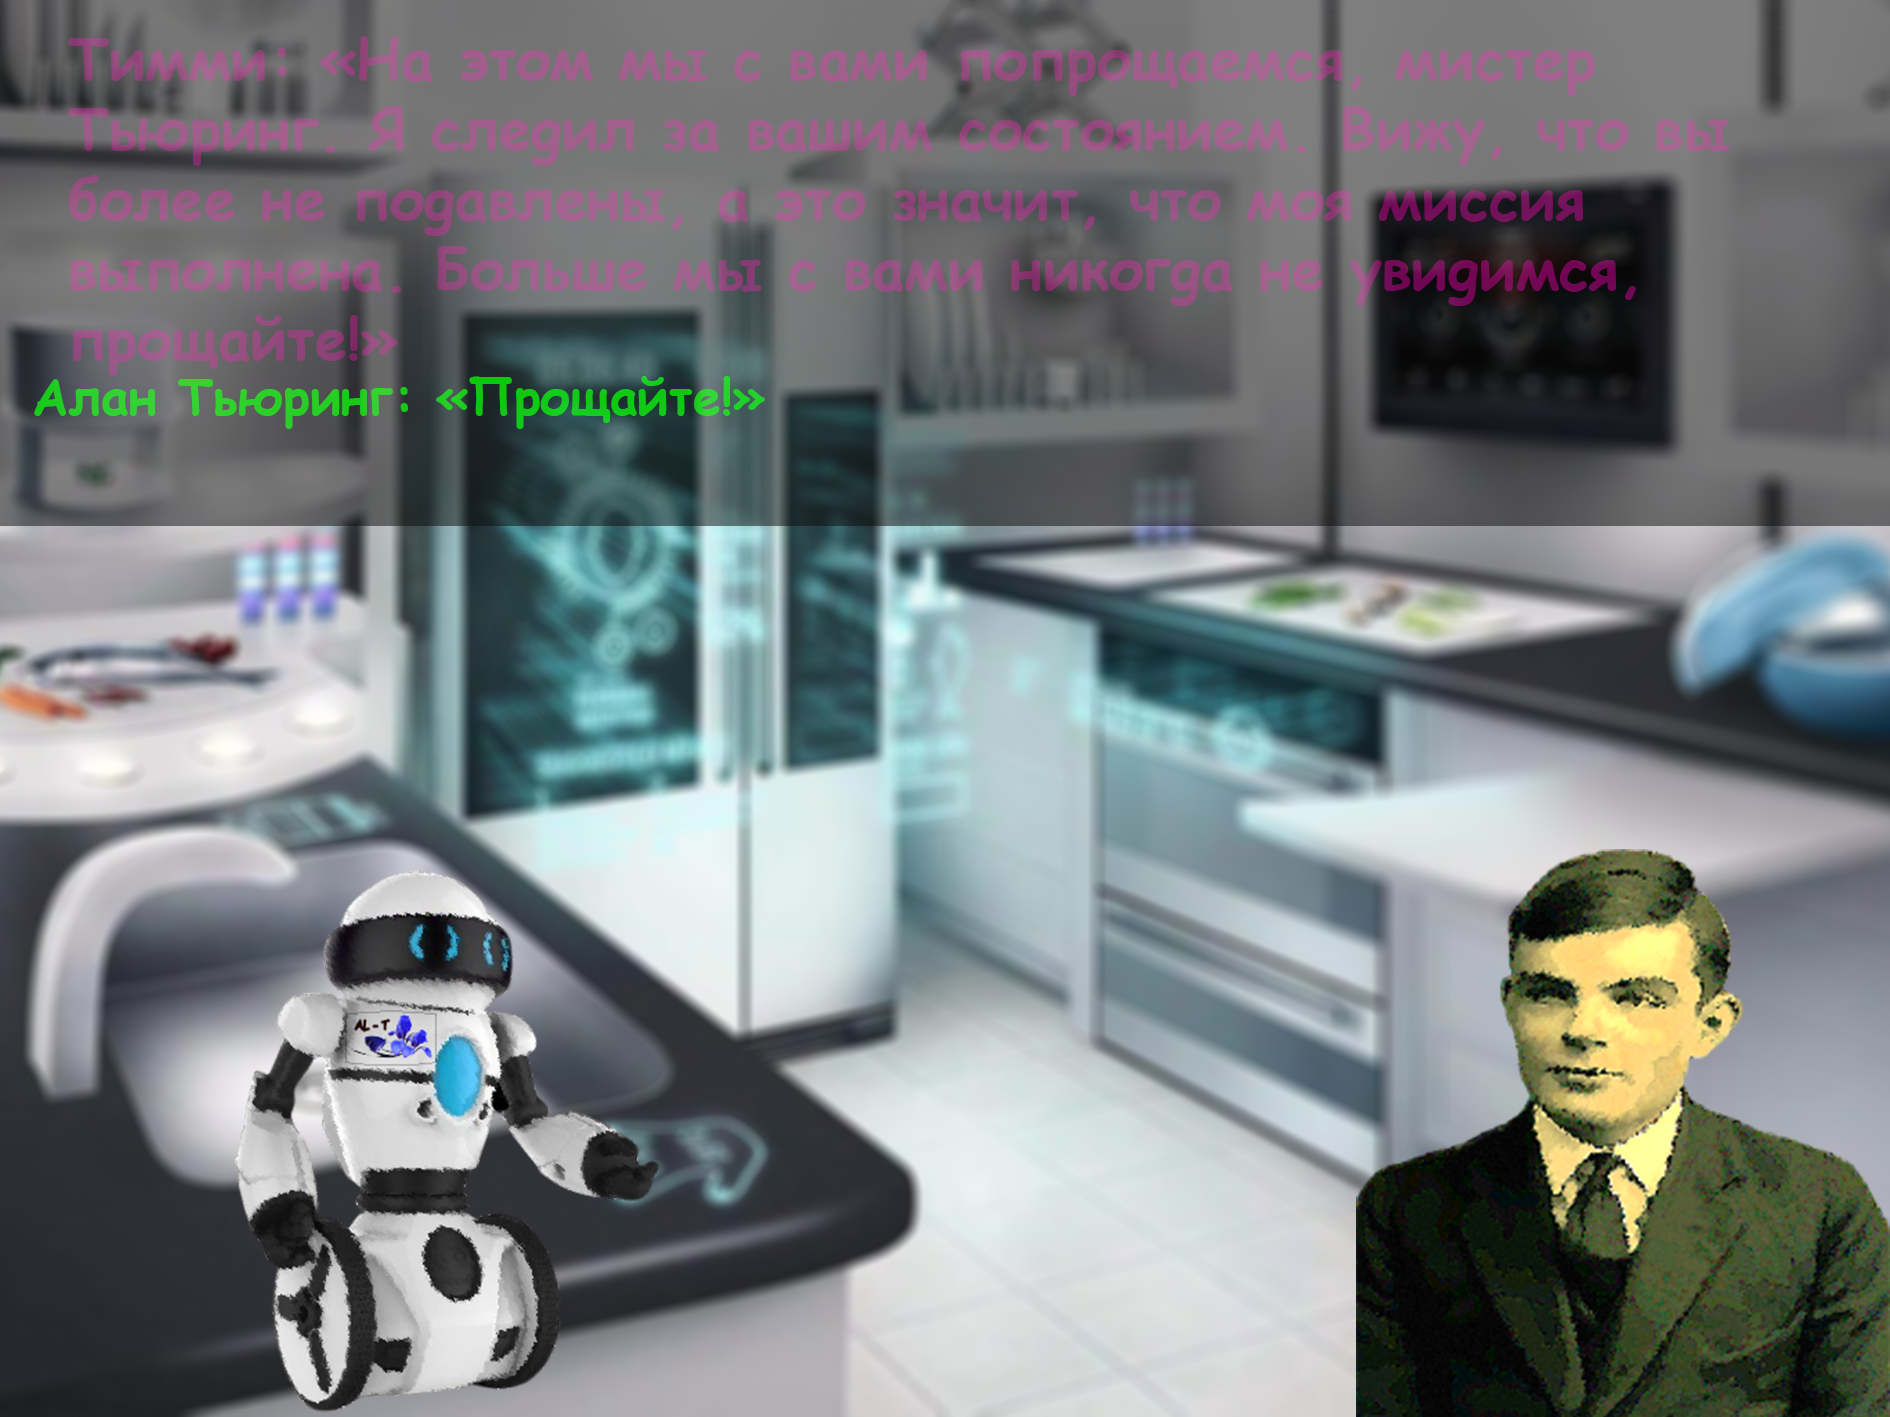 Тимми: «На этом мы с вами попрощаемся, мистер
Тьюринг. Я следил за вашим состоянием. Вижу, что вы
более не подавлены, а это значит, что моя миссия
выполнена. Больше мы с вами никогда не увидимся,
прощайте!»
Алан Тьюринг: «Прощайте!»
AL-T